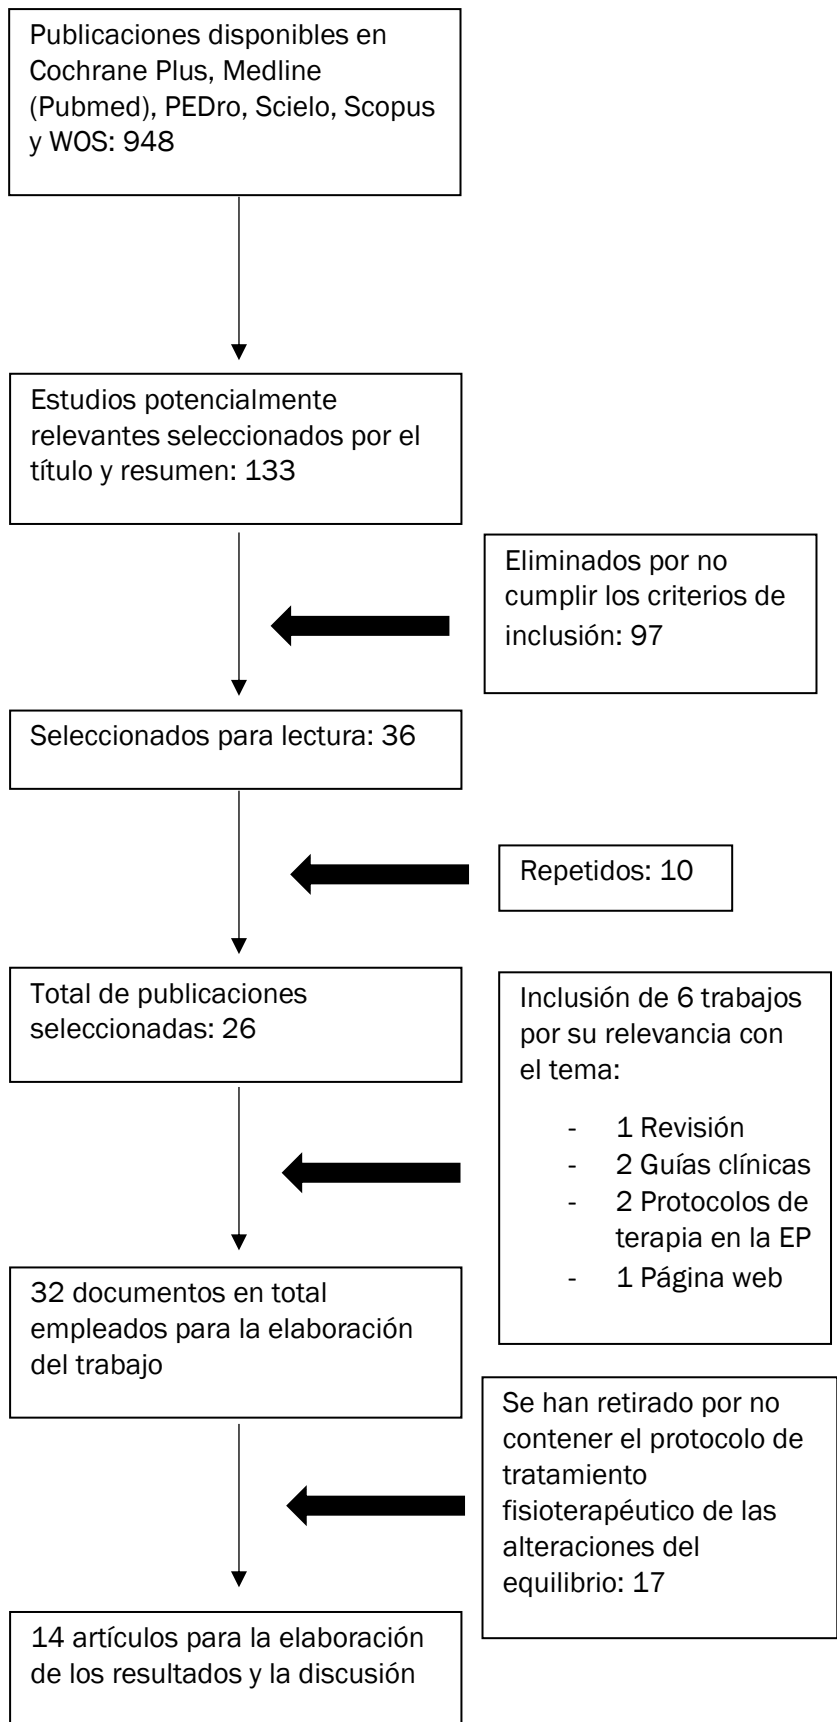 Publicaciones disponibles en
Cochrane Plus, Medline
(Pubmed), PEDro, Scielo, Scopus
y WOS: 948
Estudios potencialmente
relevantes seleccionados por el
título y resumen: 133
Eliminados por no
cumplir los criterios de
inclusión: 97
Seleccionados para lectura: 36
Repetidos: 10
Total de publicaciones
seleccionadas: 26
Inclusión de 6 trabajos
por su relevancia con
el tema:
- 1 Revisión
- 2 Guías clínicas
- 2 Protocolos de
terapia en la EP
- 1 Página web
32 documentos en total
empleados para la elaboración
del trabajo
Se han retirado por no
contener el protocolo de
tratamiento
fisioterapéutico de las
alteraciones del
equilibrio: 17
14 artículos para la elaboración
de los resultados y la discusión